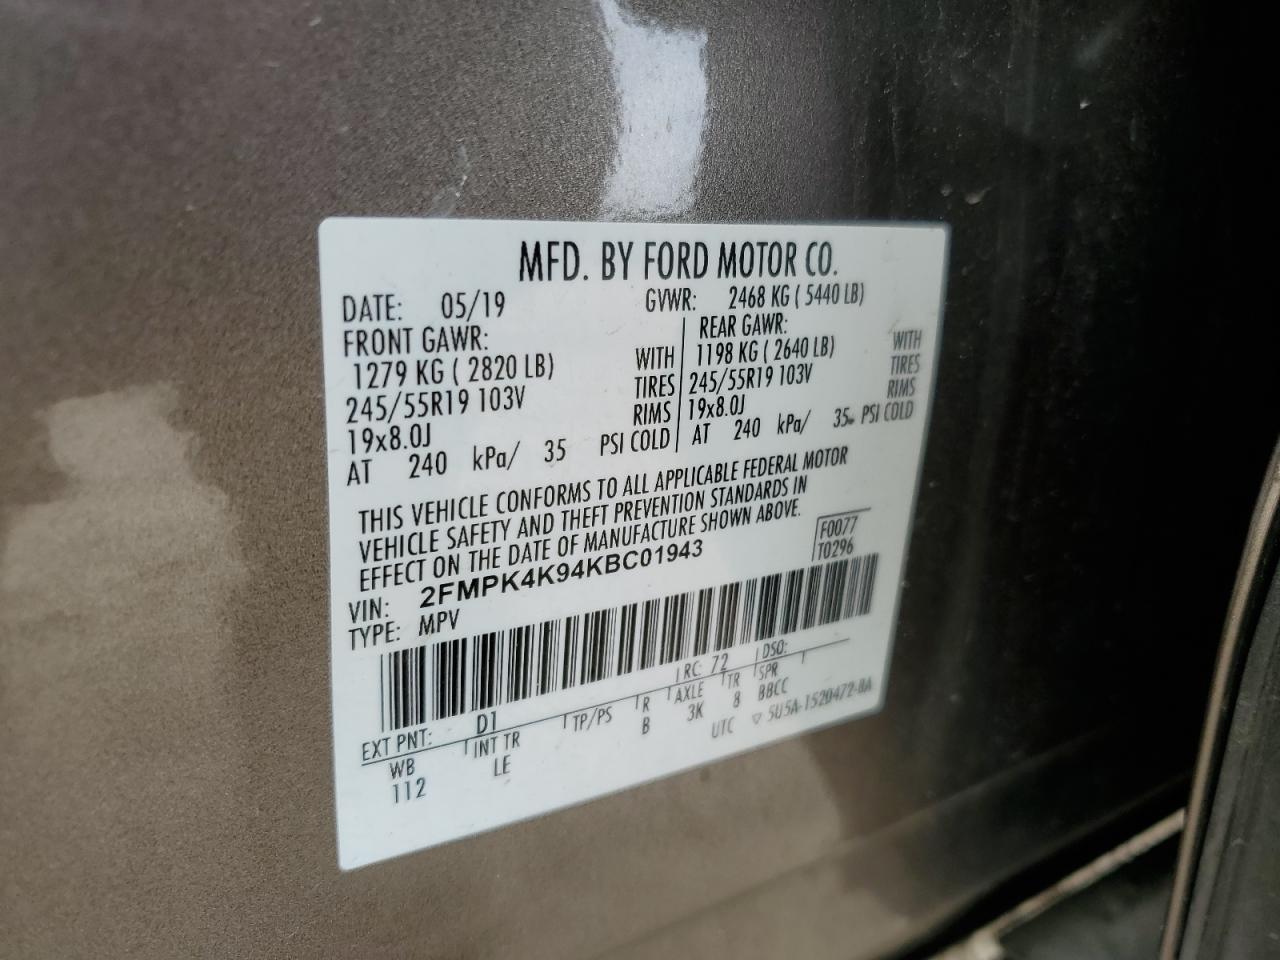 MFD. BY FORD MOTOR CO.
DATE: 05/19 GVWR: 2468 KG ( 5440 LB)
FRONT GAWR: REAR GAWR:
1279 KG ( 2820 LB) WITH 1198 KG ( 2640 LB) WITH
245/55R19 103V TIRES 245/55R19 103V TIRES
19x8.0J RIMS 19x8.0J RIMS
AT 240 kPa/ 35 PSI COLD AT 240 kPa/ 35 PSI COLD
THIS VEHICLE CONFORMS TO ALL APPLICABLE FEDERAL MOTOR
VEHICLE SAFETY AND THEFT PREVENTION STANDARDS IN
EFFECT ON THE DATE OF MANUFACTURE SHOWN ABOVE.
F0077
T0296
VIN: 2FMPK4K94KBC01943
TYPE: MPV
EXT PNT: D1 RC: 72 DSO:
WB INT TR TP/PS R AXLE TR SPR
112 LE B 3K 8 BBCC
UTC ▽ 5U5A-1520472-BA